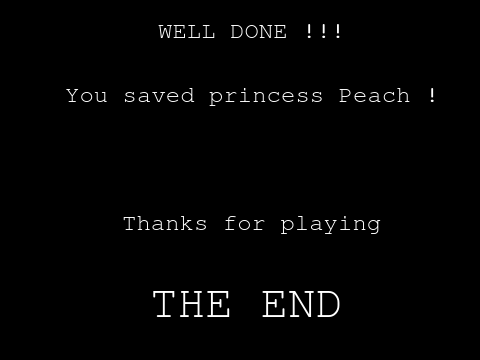 WELL DONE !!!
You saved princess Peach !
Thanks for playing
THE END